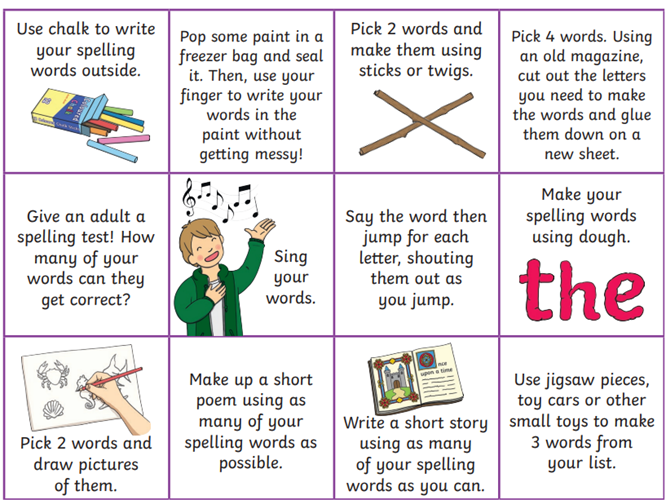 Use chalk to write
your spelling
words outside.
Pop some paint in a
freezer bag and seal
it. Then, use your
finger to write your
words in the
paint without
getting messy!
Pick 2 words and
make them using
sticks or twigs.
Pick 4 words. Using
an old magazine,
cut out the letters
you need to make
the words and glue
them down on a
new sheet.
Give an adult a
spelling test! How
many of your
words can they
get correct?
Sing
your
words.
Say the word then
jump for each
letter, shouting
them out as
you jump.
Make your
spelling words
using dough.
the
Pick 2 words and
draw pictures
of them.
Make up a short
poem using as
many of your
spelling words as
possible.
nce
upon a time
Write a short story
using as many
of your spelling
words as you can.
Use jigsaw pieces,
toy cars or other
small toys to make
3 words from
your list.